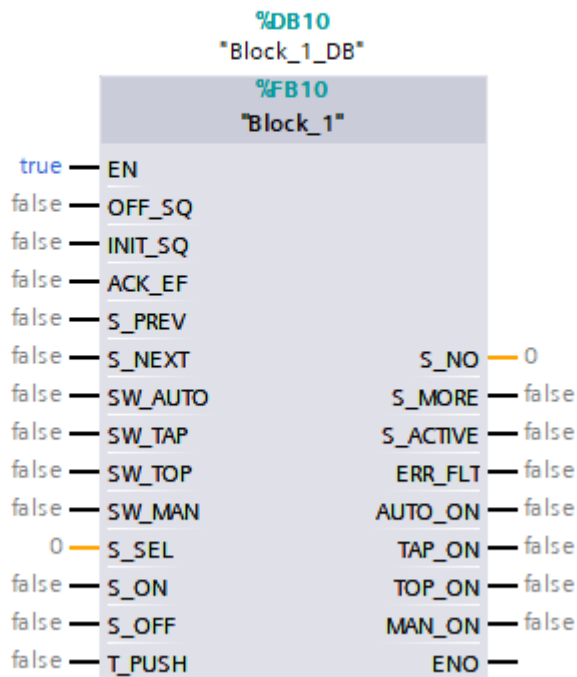 %DB10
"Block_1_DB"
%FB10
"Block_1"
true EN
false OFF_SQ
false INIT_SQ
false ACK_EF
false S_PREV
false S_NEXT S_NO 0
false SW_AUTO S_MORE false
false SW_TAP S_ACTIVE false
false SW_TOP ERR_FLT false
false SW_MAN AUTO_ON false
0 S_SEL TAP_ON false
false S_ON TOP_ON false
false S_OFF MAN_ON false
false T_PUSH ENO